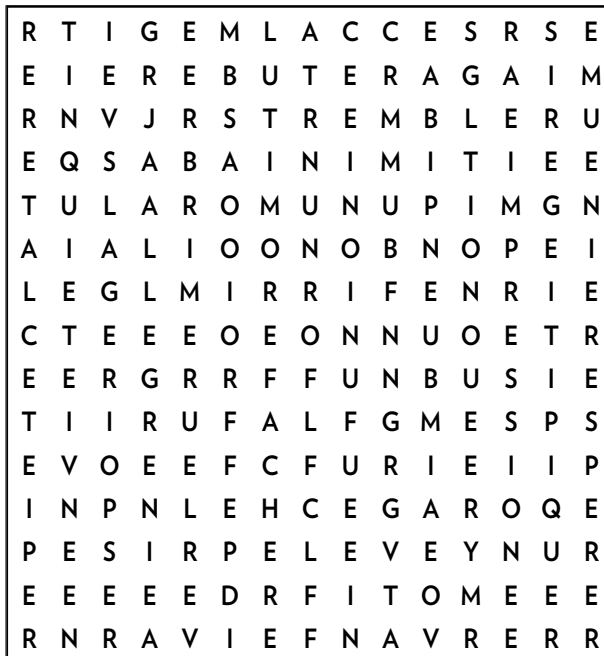 R T I G E M L A C C E S R S E
E I E R E B U T E R A G A I M
R N V J R S T R E M B L E R U
E Q S A B A I N I M I T I E E
T U L A R O M U N U P I M G N
A I A L I O O N O B N O P E I
L E G L M I R R I F E N R I E
C T E E E O E O N N U O E T R
E E R G R R F F U N B U S I E
T I I R U F A L F G M E S P S
E V O E E F C F U R I E I I P
I N P N L E H C E G A R O Q E
P E S I R P E L E V E Y N U R
E E E E E D R F I T O M E E E
R N R A V I E F N A V R E R R